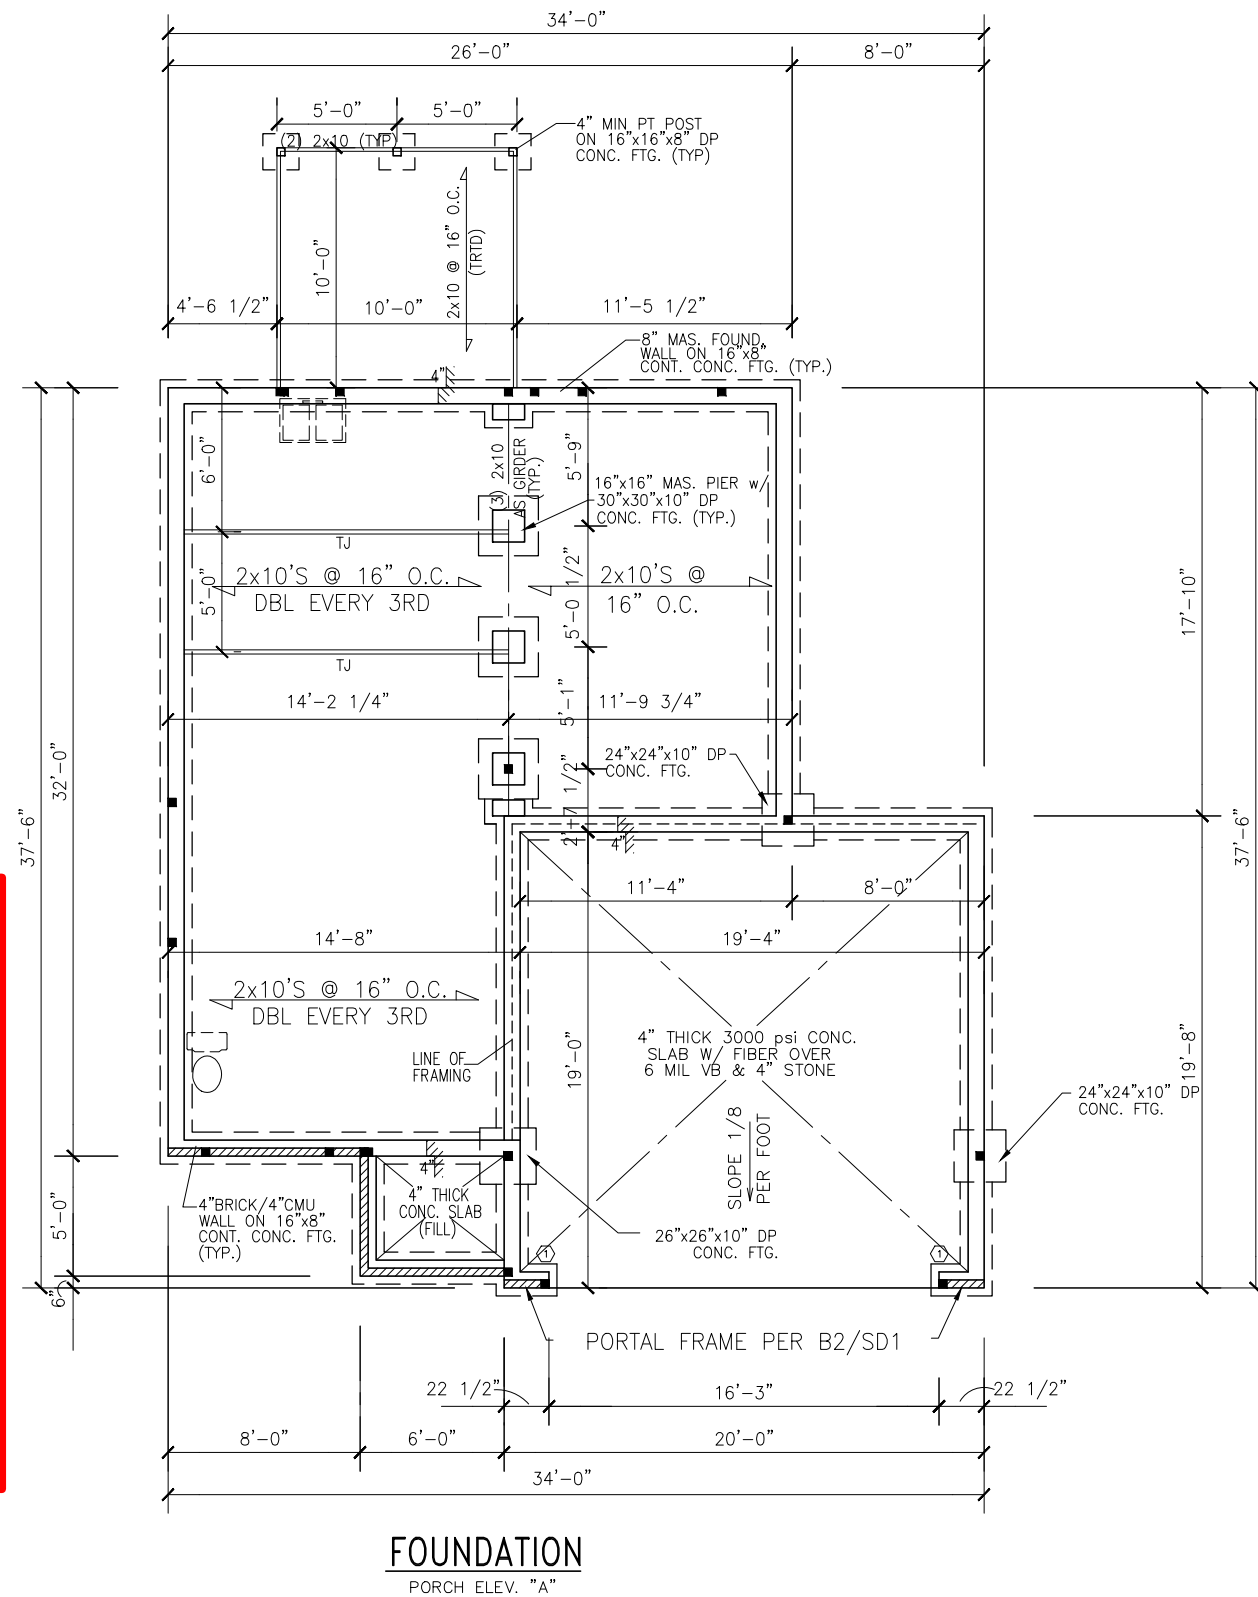 34'-0"
26'-0"
8'-0"
5'-0"
5'-0"
(2) 2x10 (TYP)
4" MIN PT POST
ON 16"x16"x8" DP
CONC. FTG. (TYP)
10'-0"
2x10 @ 16" O.C.
(TRTD)
4'-6 1/2"
10'-0"
11'-5 1/2"
8" MAS. FOUND.
WALL ON 16"x8"
CONT. CONC. FTG. (TYP.)
4"
6'-0"
(3) 2x10
AS GIRDER
(TYP.)
5'-9"
16"x16" MAS. PIER w/
30"x30"x10" DP
CONC. FTG. (TYP.)
TJ
5'-0"
2x10'S @ 16" O.C.
DBL EVERY 3RD
5'-0 1/2"
2x10'S @
16" O.C.
17'-10"
TJ
14'-2 1/4"
5'-1"
11'-9 3/4"
32'-0"
37'-6"
37'-6"
24"x24"x10" DP
CONC. FTG.
2'-7 1/2"
4"
11'-4"
8'-0"
14'-8"
19'-4"
2x10'S @ 16" O.C.
DBL EVERY 3RD
LINE OF
FRAMING
4" THICK 3000 psi CONC.
SLAB W/ FIBER OVER
6 MIL VB & 4" STONE
19'-0"
19'-8"
24"x24"x10" DP
CONC. FTG.
SLOPE 1/8
PER FOOT
4"
4" THICK
CONC. SLAB
(FILL)
4"BRICK/4"CMU
WALL ON 16"x8"
CONT. CONC. FTG.
(TYP.)
5'-0"
6"
26"x26"x10" DP
CONC. FTG.
1
1
PORTAL FRAME PER B2/SD1
22 1/2"
16'-3"
22 1/2"
8'-0"
6'-0"
20'-0"
34'-0"
FOUNDATION
PORCH ELEV. "A"